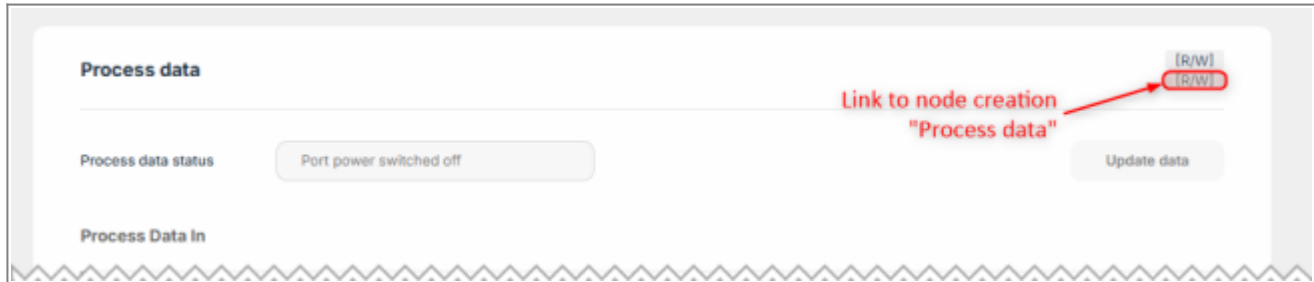 Process data
[R/W]
[R/W]
Link to node creation
"Process data"
Process data status
Port power switched off
Update data
Process Data In